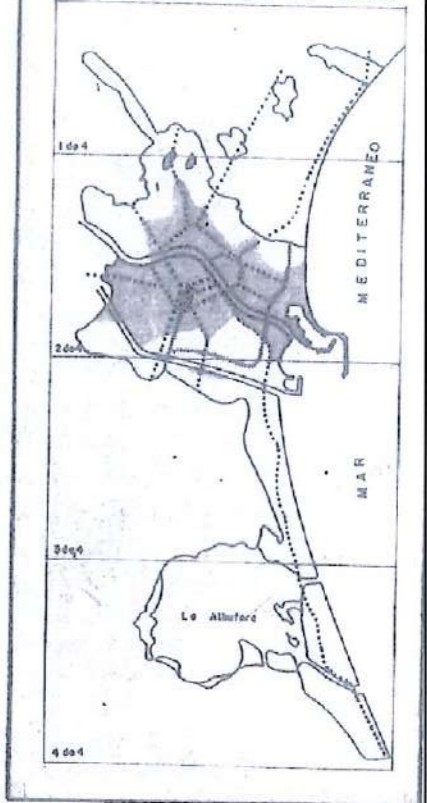 1 de 4
MEDITERRANEO
2 de 4
MAR
3 de 4
La Albufera
4 de 4